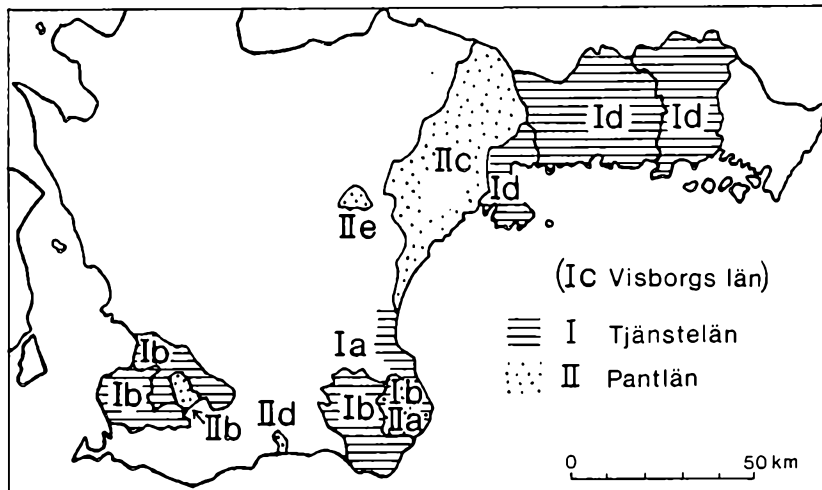 Id Id
IIc
Id
IIe
(Ic Visborgs län)
I Tjänstelän
II Pantlän
Ia
Ib
Ib
IIb
IId
Ib
Ib
IIa
0 50 km